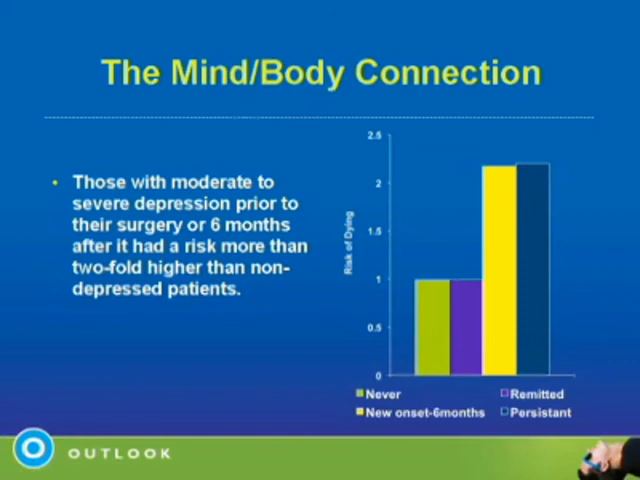 The Mind/Body Connection
• Those with moderate to
severe depression prior to
their surgery or 6 months
after it had a risk more than
two-fold higher than non-
depressed patients.
2.5
2
1.5
1
0.5
0
Risk of Dying
Never
Remitted
New onset-6months
Persistant
OUTLOOK